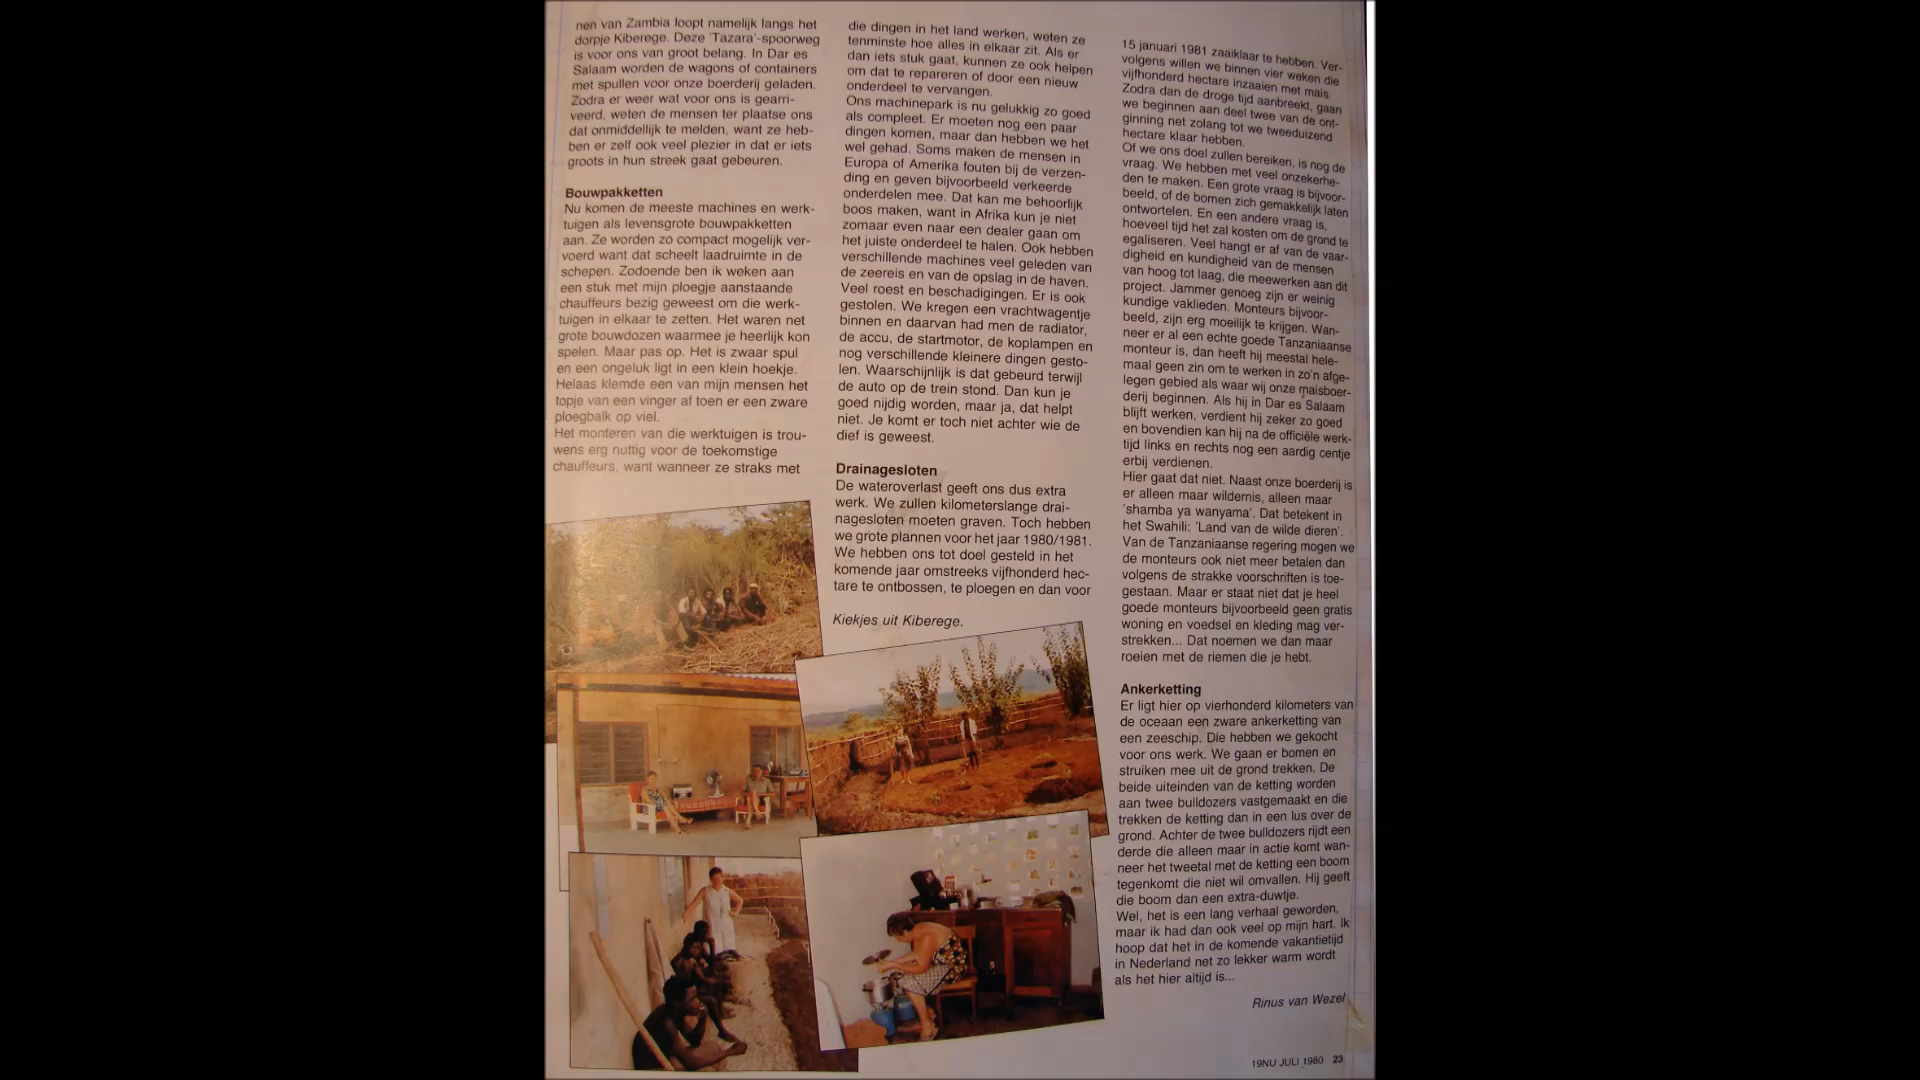 nen van Zambia loopt namelijk langs het
dorpje Kiberege. Deze 'Tazara'-spoorweg
is voor ons van groot belang. In Dar es
Salaam worden de wagons of containers
met spullen voor onze boerderij geladen.
Zodra er weer wat voor ons is gearri-
veerd, weten de mensen ter plaatse ons
dat onmiddellijk te melden, want ze heb-
ben er zelf ook veel plezier in dat er iets
groots in hun streek gaat gebeuren.
Bouwpakketten
Nu komen de meeste machines en werk-
tuigen als levensgrote bouwpakketten
aan. Ze worden zo compact mogelijk ver-
voerd want dat scheelt laadruimte in de
schepen. Zodoende ben ik weken aan
een stuk met mijn ploegje aanstaande
chauffeurs bezig geweest om die werk-
tuigen in elkaar te zetten. Het waren net
grote bouwdozen waarmee je heerlijk kon
spelen. Maar pas op. Het is zwaar spul
en een ongeluk ligt in een klein hoekje.
Helaas klemde een van mijn mensen het
topje van een vinger af toen er een zware
ploegbalk op viel.
Het monteren van die werktuigen is trou-
wens erg nuttig voor de toekomstige
chauffeurs, want wanneer ze straks met
die dingen in het land werken, weten ze
tenminste hoe alles in elkaar zit. Als er
dan iets stuk gaat, kunnen ze ook helpen
om dat te repareren of door een nieuw
onderdeel te vervangen.
Ons machinepark is nu gelukkig zo goed
als compleet. Er moeten nog een paar
dingen komen, maar dan hebben we het
wel gehad. Soms maken de mensen in
Europa of Amerika fouten bij de verzen-
ding en geven bijvoorbeeld verkeerde
onderdelen mee. Dat kan me behoorlijk
boos maken, want in Afrika kun je niet
zomaar even naar een dealer gaan om
het juiste onderdeel te halen. Ook hebben
verschillende machines veel geleden van
de zeereis en van de opslag in de haven.
Veel roest en beschadigingen. Er is ook
gestolen. We kregen een vrachtwagentje
binnen en daarvan had men de radiator,
de accu, de startmotor, de koplampen en
nog verschillende kleinere dingen gesto-
len. Waarschijnlijk is dat gebeurd terwijl
de auto op de trein stond. Dan kun je
goed nijdig worden, maar ja, dat helpt
niet. Je komt er toch niet achter wie de
dief is geweest.
Drainagesloten
De wateroverlast geeft ons dus extra
werk. We zullen kilometerslange drai-
nagesloten moeten graven. Toch hebben
we grote plannen voor het jaar 1980/1981.
We hebben ons tot doel gesteld in het
komende jaar omstreeks vijfhonderd hec-
tare te ontbossen, te ploegen en dan voor
Kiekjes uit Kiberege.
15 januari 1981 zaaiklaar te hebben. Ver-
volgens willen we binnen vier weken die
vijfhonderd hectare inzaaien met mais.
Zodra dan de droge tijd aanbreekt, gaan
we beginnen aan deel twee van de ont-
ginning net zolang tot we tweeduizend
hectare klaar hebben.
Of we ons doel zullen bereiken, is nog de
vraag. We hebben met veel onzekerhe-
den te maken. Een grote vraag is bijvoor-
beeld, of de bomen zich gemakkelijk laten
ontwortelen. En een andere vraag is,
hoeveel tijd het zal kosten om de grond te
egaliseren. Veel hangt er af van de vaar-
digheid en kundigheid van de mensen
van hoog tot laag, die meewerken aan dit
project. Jammer genoeg zijn er weinig
kundige vaklieden. Monteurs bijvoor-
beeld, zijn erg moeilijk te krijgen. Wan-
neer er al een echte goede Tanzaniaanse
monteur is, dan heeft hij meestal hele-
maal geen zin om te werken in zo'n afge-
legen gebied als waar wij onze maisboer-
derij beginnen. Als hij in Dar es Salaam
blijft werken, verdient hij zeker zo goed
en bovendien kan hij na de officiële werk-
tijd links en rechts nog een aardig centje
erbij verdienen.
Hier gaat dat niet. Naast onze boerderij is
er alleen maar wildernis, alleen maar
'shamba ya wanyama'. Dat betekent in
het Swahili: 'Land van de wilde dieren'.
Van de Tanzaniaanse regering mogen we
de monteurs ook niet meer betalen dan
volgens de strakke voorschriften is toe-
gestaan. Maar er staat niet dat je heel
goede monteurs bijvoorbeeld geen gratis
woning en voedsel en kleding mag ver-
strekken... Dat noemen we dan maar
roeien met de riemen die je hebt.
Ankerketting
Er ligt hier op vierhonderd kilometers van
de oceaan een zware ankerketting van
een zeeschip. Die hebben we gekocht
voor ons werk. We gaan er bomen en
struiken mee uit de grond trekken. De
beide uiteinden van de ketting worden
aan twee bulldozers vastgemaakt en die
trekken de ketting dan in een lus over de
grond. Achter de twee bulldozers rijdt een
derde die alleen maar in actie komt wan-
neer het tweetal met de ketting een boom
tegenkomt die niet wil omvallen. Hij geeft
die boom dan een extra-duwtje.
Wel, het is een lang verhaal geworden,
maar ik had dan ook veel op mijn hart. Ik
hoop dat het in de komende vakantietijd
in Nederland net zo lekker warm wordt
als het hier altijd is...
Rinus van Wezel
19NU JULI 1980 23